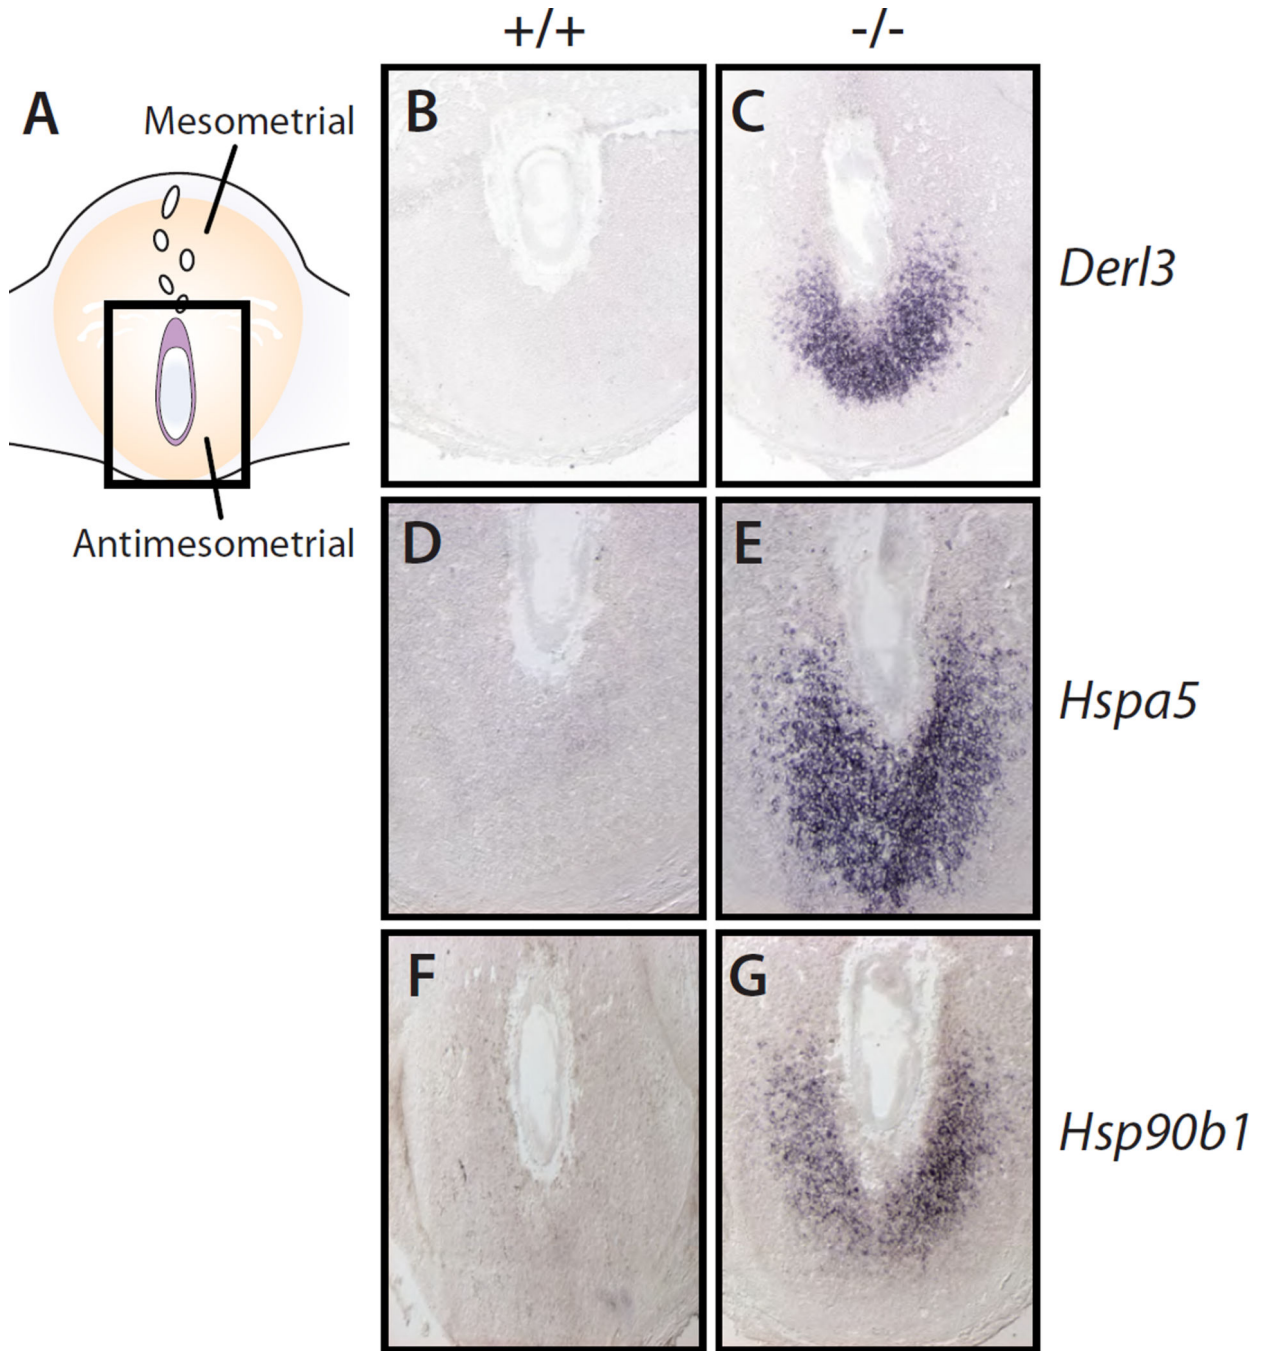 +/+
-/-
A
Mesometrial
Antimesometrial
B
C
Derl3
D
E
Hspa5
F
G
Hsp90b1